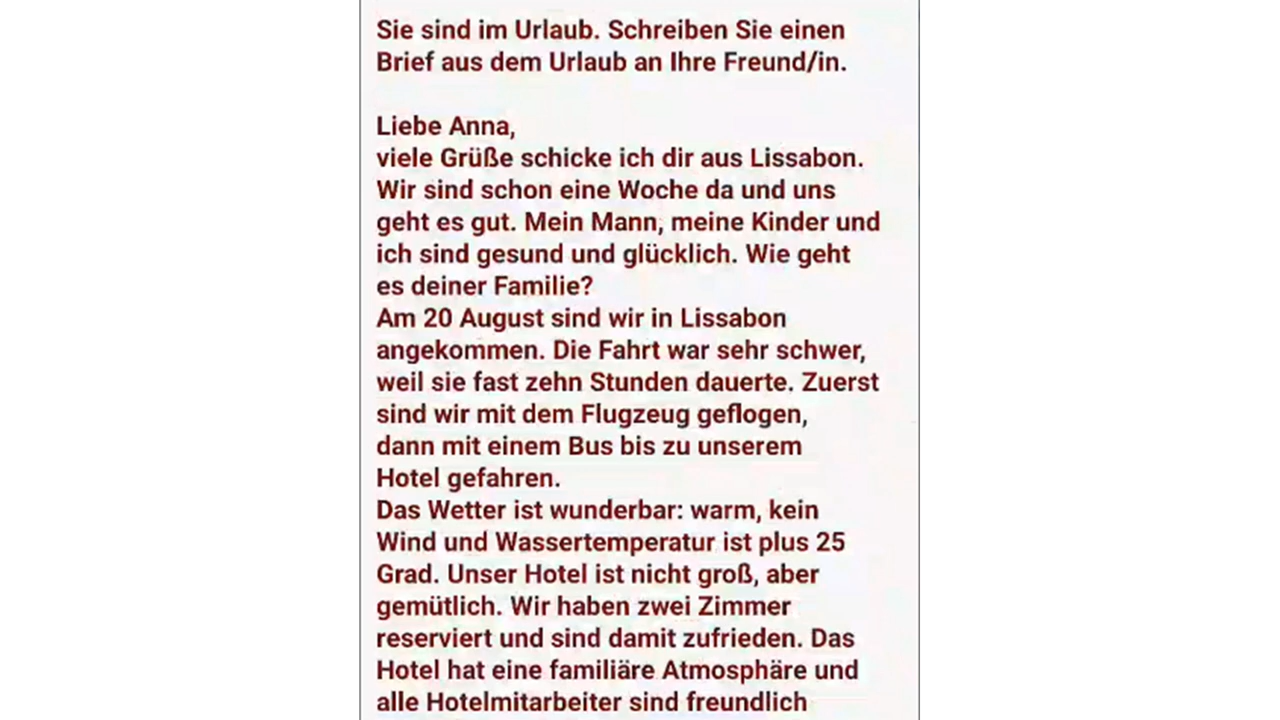 Sie sind im Urlaub. Schreiben Sie einen
Brief aus dem Urlaub an Ihre Freund/in.
Liebe Anna,
viele Grüße schicke ich dir aus Lissabon.
Wir sind schon eine Woche da und uns
geht es gut. Mein Mann, meine Kinder und
ich sind gesund und glücklich. Wie geht
es deiner Familie?
Am 20 August sind wir in Lissabon
angekommen. Die Fahrt war sehr schwer,
weil sie fast zehn Stunden dauerte. Zuerst
sind wir mit dem Flugzeug geflogen,
dann mit einem Bus bis zu unserem
Hotel gefahren.
Das Wetter ist wunderbar: warm, kein
Wind und Wassertemperatur ist plus 25
Grad. Unser Hotel ist nicht groß, aber
gemütlich. Wir haben zwei Zimmer
reserviert und sind damit zufrieden. Das
Hotel hat eine familiäre Atmosphäre und
alle Hotelmitarbeiter sind freundlich